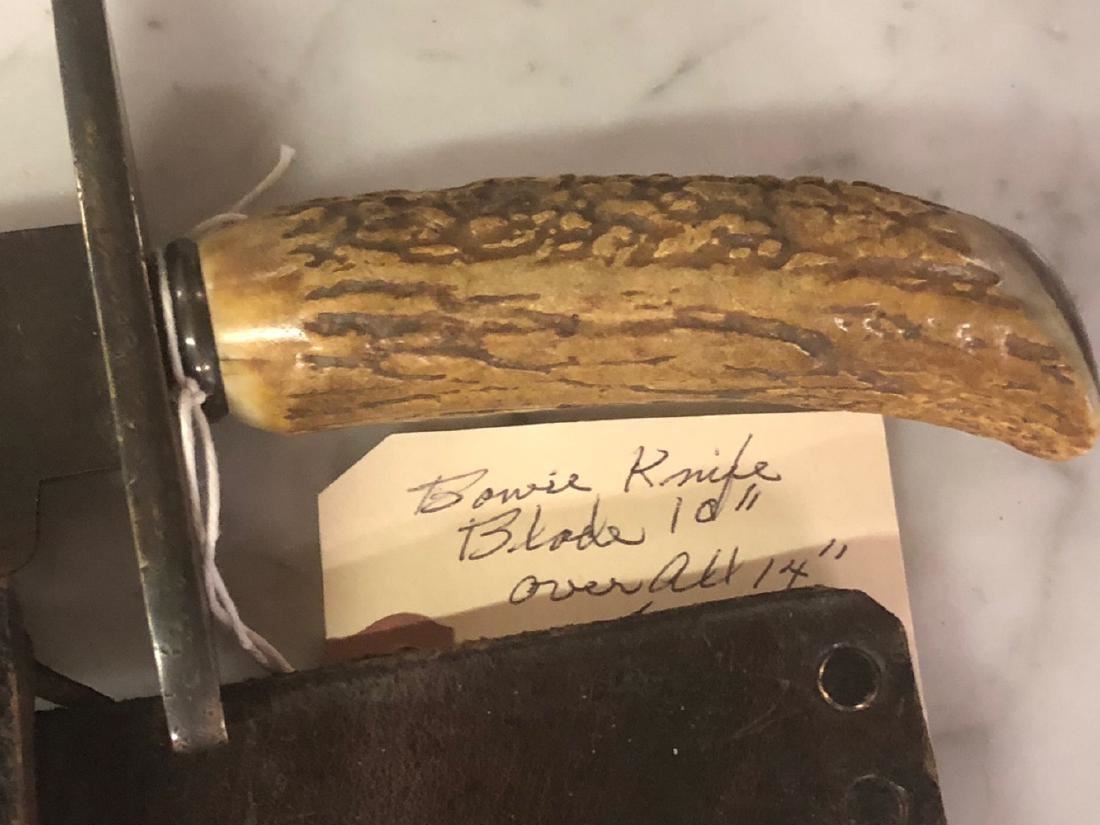 Bowie Knife
Blade 10"
over All 14"